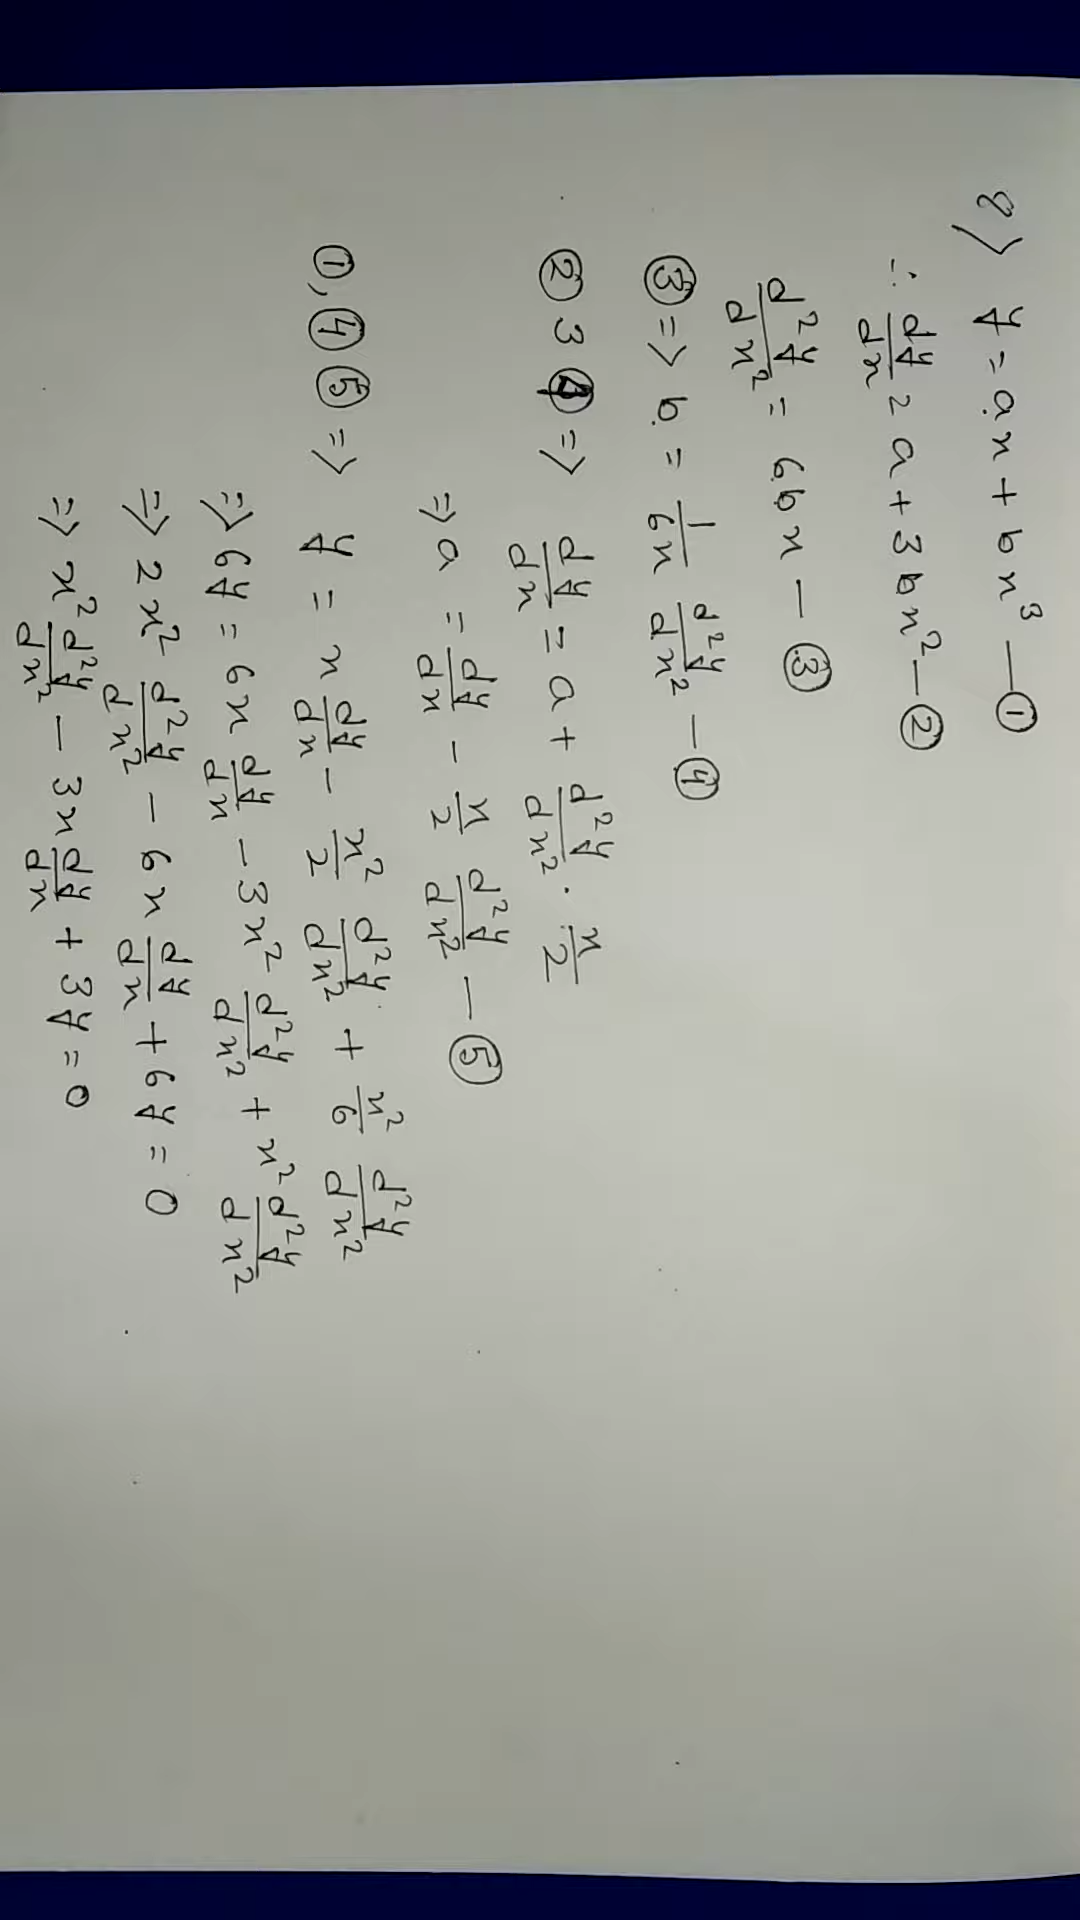 8) y = ax + bx³ — ①
∴ dy/dx = a + 3bx² — ②
d²y/dx² = 6bx — ③
③ => b = 1/6x d²y/dx² — ④
② 3 ④ => dy/dx = a + d²y/dx² · x/2
=> a = dy/dx - x/2 d²y/dx² — ⑤
①, ④ ⑤ => y = x dy/dx - x²/2 d²y/dx² + x²/6 d²y/dx²
=> 6y = 6x dy/dx - 3x² d²y/dx² + x² d²y/dx²
=> 2x² d²y/dx² - 6x dy/dx + 6y = 0
=> x² d²y/dx² - 3x dy/dx + 3y = 0